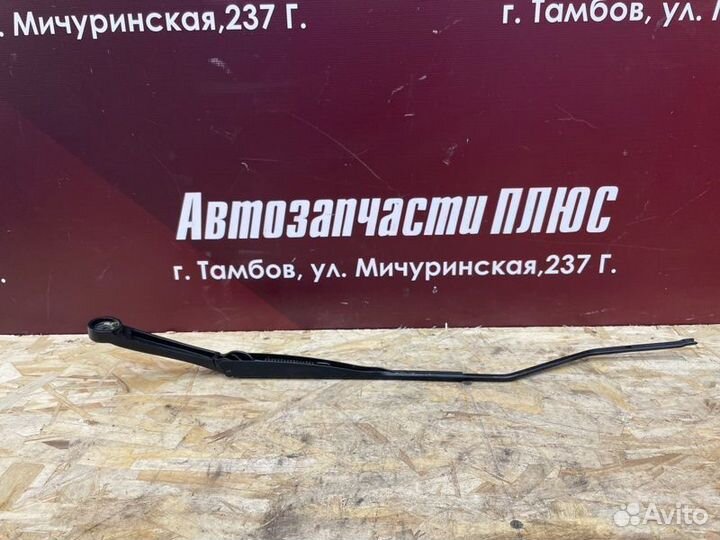 . Мичуринская,237 Г.
г. Тамбов, ул. М
Автозапчасти ПЛЮС
г. Тамбов, ул. Мичуринская,237 Г.
Avito